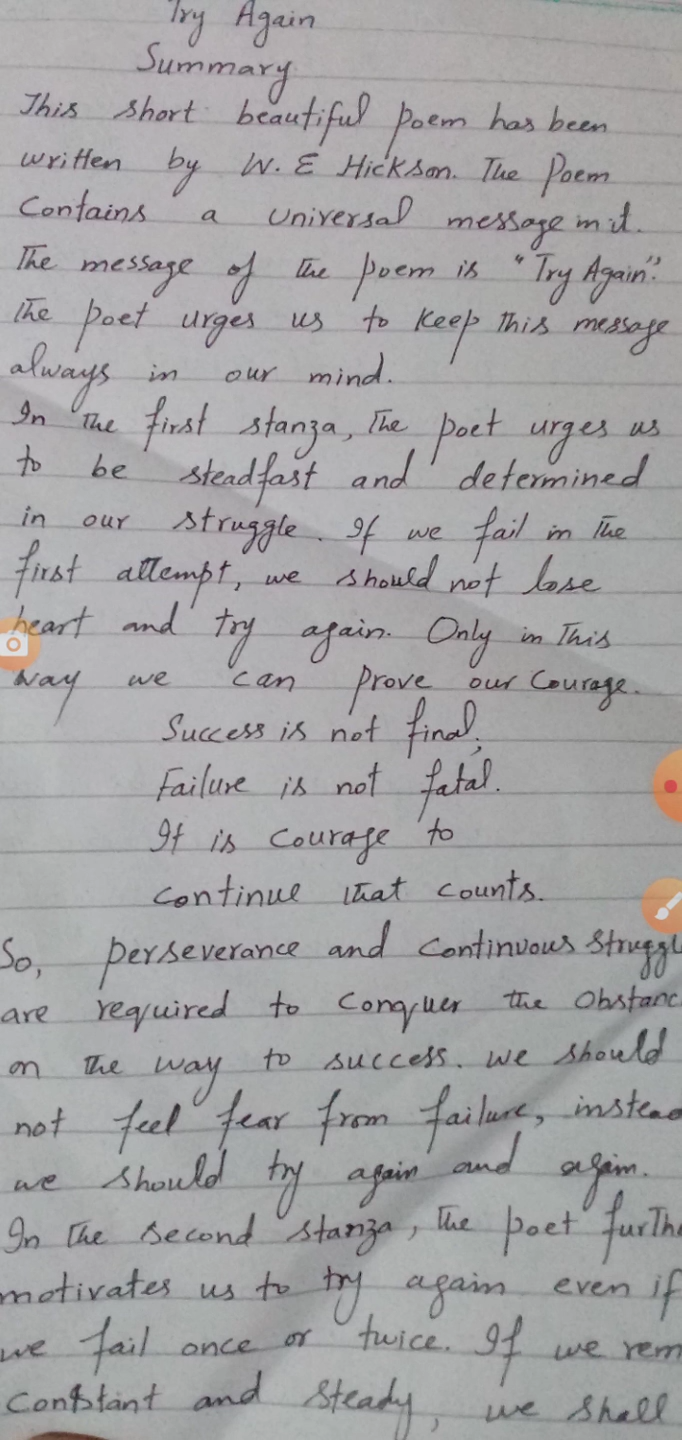 Try Again
Summary
This short beautiful poem has been
written by W. E Hickson. The Poem
Contains a Universal message in it.
The message of the poem is "Try Again".
The poet urges us to keep this message
always in our mind.
In the first stanza, The poet urges us
to be steadfast and determined
in our struggle. If we fail in the
first attempt, we should not lose
heart and try again. Only in This
way we can prove our Courage.
Success is not final,
Failure is not fatal.
It is Courage to
continue that counts.
So, perseverance and Continuous Struggl
are required to Conquer the Obstanc
on the way to success. we should
not feel fear from failure, instea
we should try again and again.
In the second stanza, the poet furthe
motivates us to try again even if
we fail once or twice. If we rem
Constant and steady, we shall